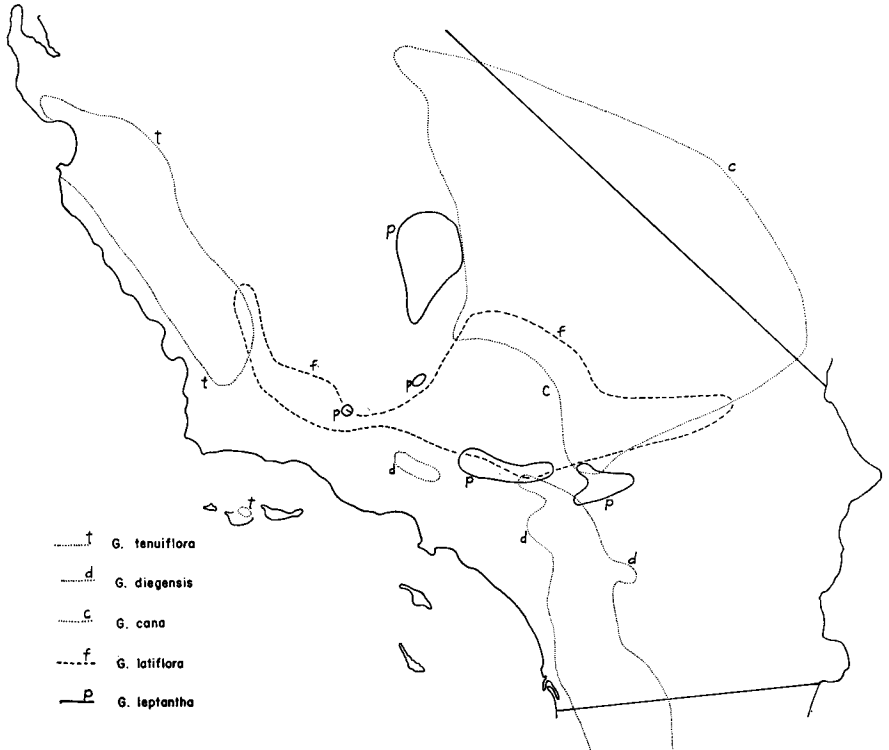 t
c
p
f
f
t
p
p
c
d
p
p
t
d
d
t G. tenuiflora
d G. diegensis
c G. cana
f G. latiflora
p G. leptantha